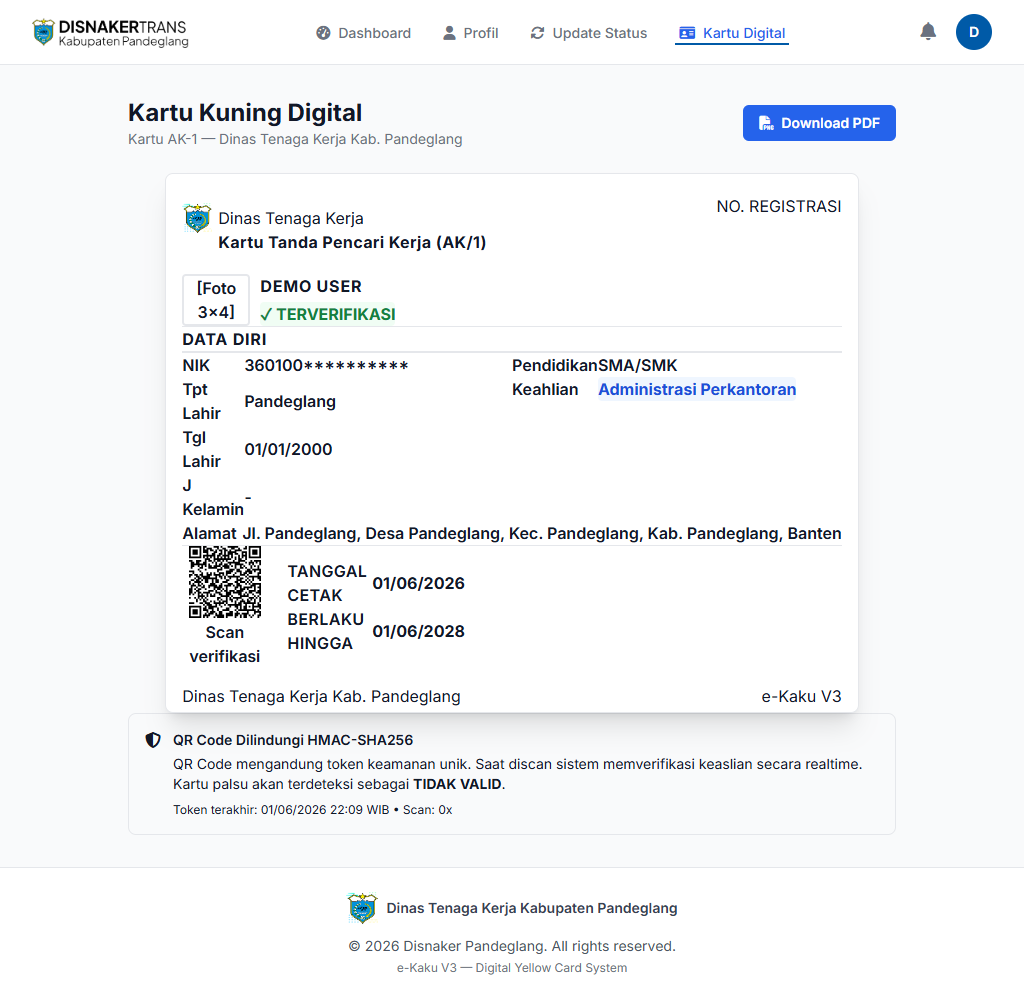 DISNAKERTRANS
Kabupaten Pandeglang
Dashboard
Profil
Update Status
Kartu Digital
D
Kartu Kuning Digital
Kartu AK-1 — Dinas Tenaga Kerja Kab. Pandeglang
Download PDF
Dinas Tenaga Kerja
Kartu Tanda Pencari Kerja (AK/1)
NO. REGISTRASI
[Foto
3×4]
DEMO USER
✓ TERVERIFIKASI
DATA DIRI
NIK 360100**********
Tpt
Lahir
Pandeglang
Tgl
Lahir
01/01/2000
J
Kelamin
-
Pendidikan SMA/SMK
Keahlian Administrasi Perkantoran
Alamat Jl. Pandeglang, Desa Pandeglang, Kec. Pandeglang, Kab. Pandeglang, Banten
Scan
verifikasi
TANGGAL
CETAK
01/06/2026
BERLAKU
HINGGA
01/06/2028
Dinas Tenaga Kerja Kab. Pandeglang
e-Kaku V3
QR Code Dilindungi HMAC-SHA256
QR Code mengandung token keamanan unik. Saat discan sistem memverifikasi keaslian secara realtime.
Kartu palsu akan terdeteksi sebagai TIDAK VALID.
Token terakhir: 01/06/2026 22:09 WIB • Scan: 0x
Dinas Tenaga Kerja Kabupaten Pandeglang
© 2026 Disnaker Pandeglang. All rights reserved.
e-Kaku V3 — Digital Yellow Card System